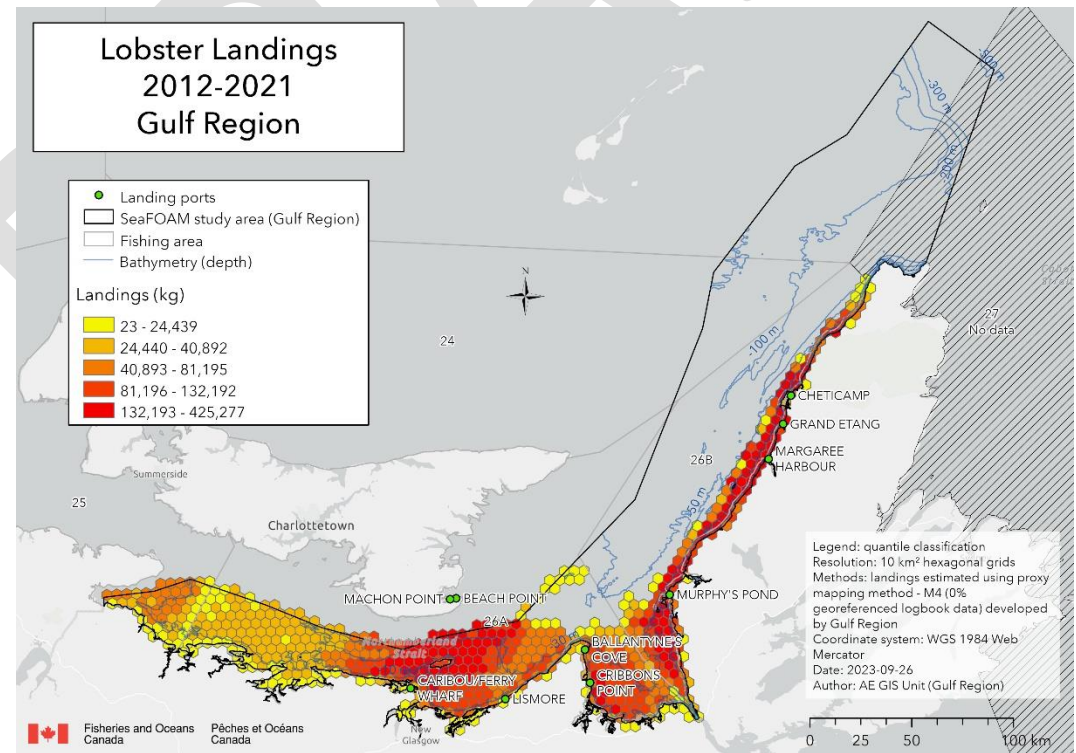 Lobster Landings
2012-2021
Gulf Region
Landing ports
SeaFOAM study area (Gulf Region)
Fishing area
Bathymetry (depth)
Landings (kg)
23 - 24,439
24,440 - 40,892
40,893 - 81,195
81,196 - 132,192
132,193 - 425,277
N
-500 m
-300 m
-200 m
27
No data
24
-100 m
CHETICAMP
GRAND ETANG
MARGAREE
HARBOUR
26B
-50 m
Summerside
25
Charlottetown
MACHON POINT
BEACH POINT
MURPHY'S POND
26A
Northumberland
Strait
BALLANTYNE'S
COVE
CRIBBONS
POINT
CARIBOU/FERRY
WHARF
LISMORE
New
Glasgow
Legend: quantile classification
Resolution: 10 km² hexagonal grids
Methods: landings estimated using proxy
mapping method - M4 (0%
georeferenced logbook data) developed
by Gulf Region
Coordinate system: WGS 1984 Web
Mercator
Date: 2023-09-26
Author: AE GIS Unit (Gulf Region)
0 25 50 100 km
Fisheries and Oceans
Canada
Pêches et Océans
Canada